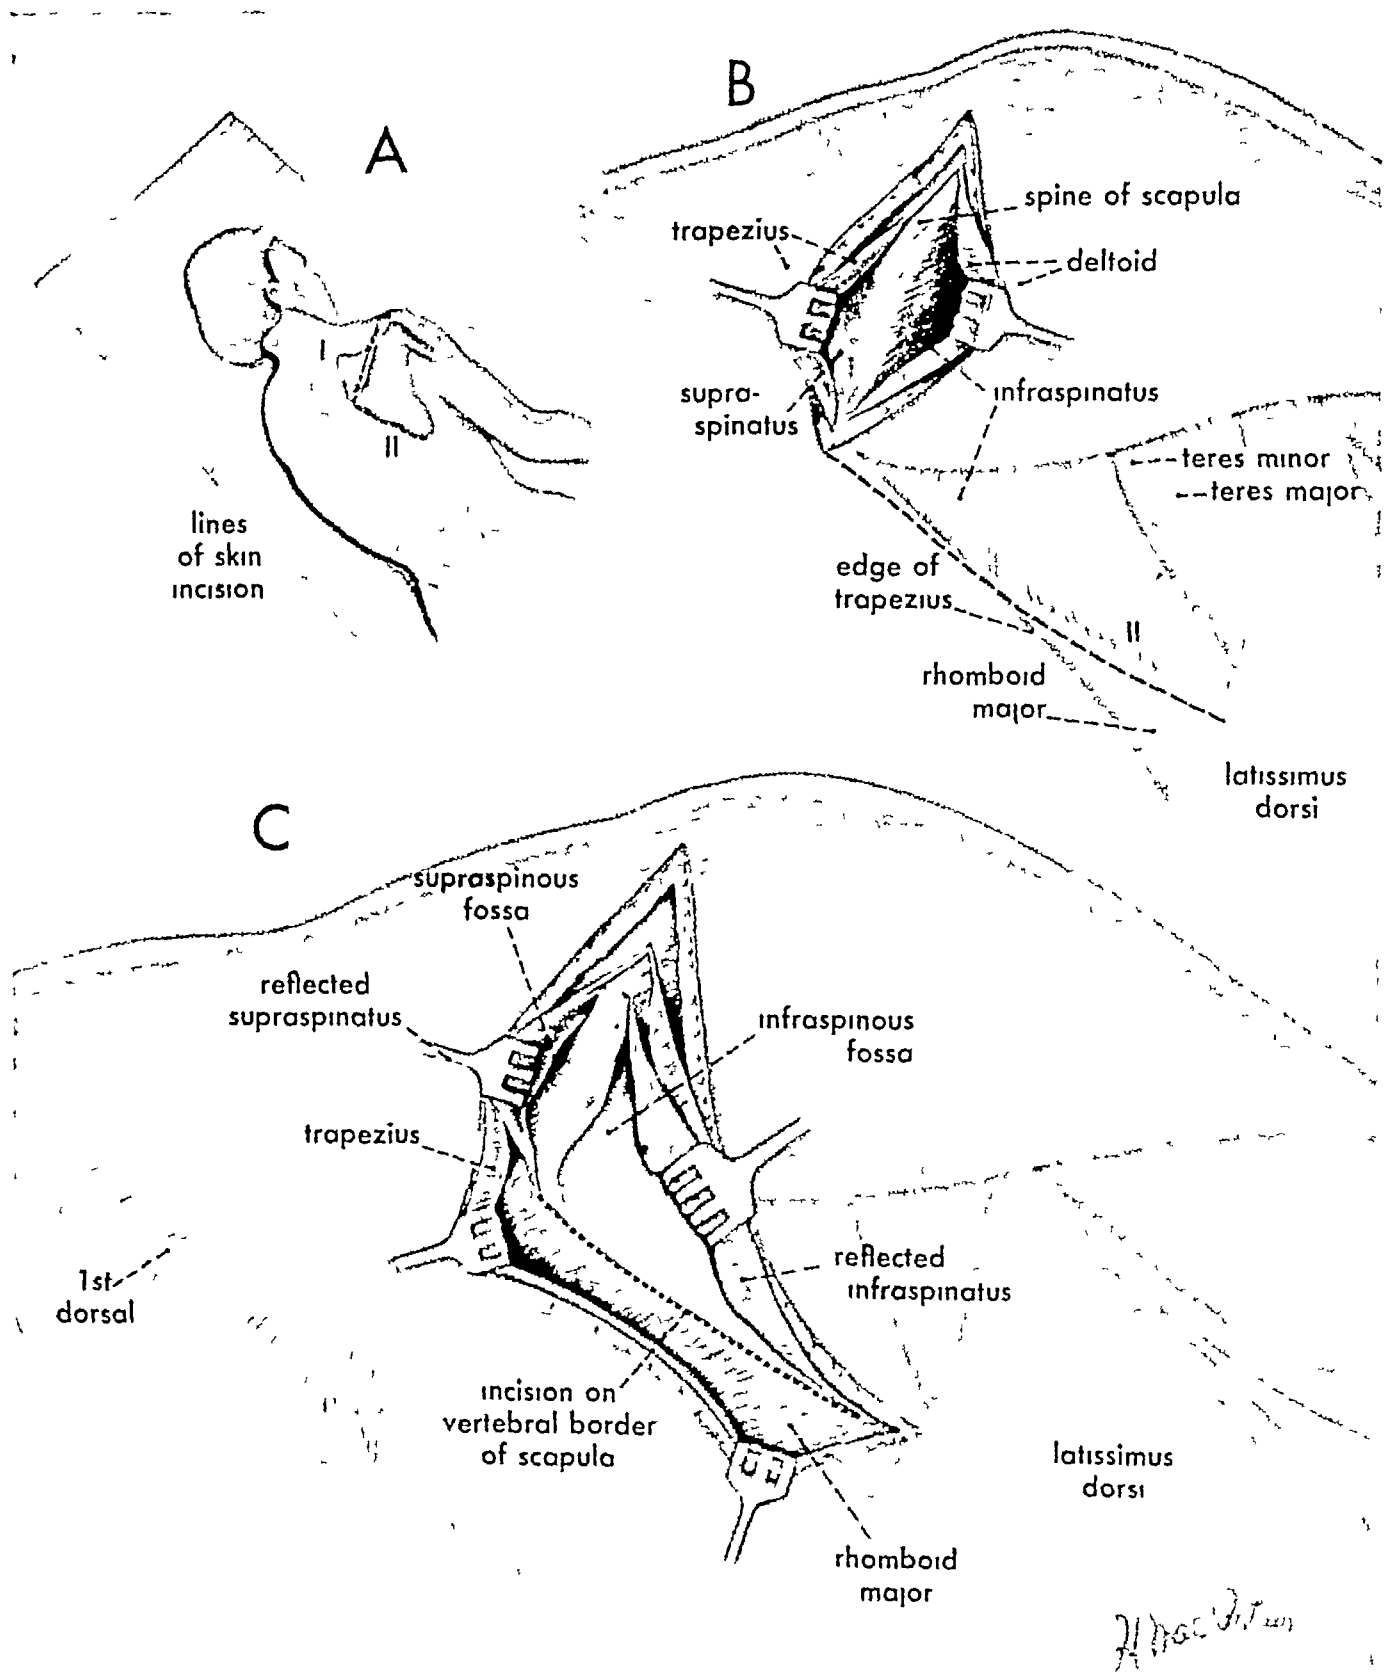 A
I
II
lines
of skin
incision
B
spine of scapula
trapezius
deltoid
supra-
spinatus
infraspinatus
teres minor
teres major
edge of
trapezius
II
rhomboid
major
latissimus
dorsi
C
supraspinous
fossa
reflected
supraspinatus
infraspinous
fossa
trapezius
1st
dorsal
reflected
infraspinatus
incision on
vertebral border
of scapula
latissimus
dorsi
rhomboid
major